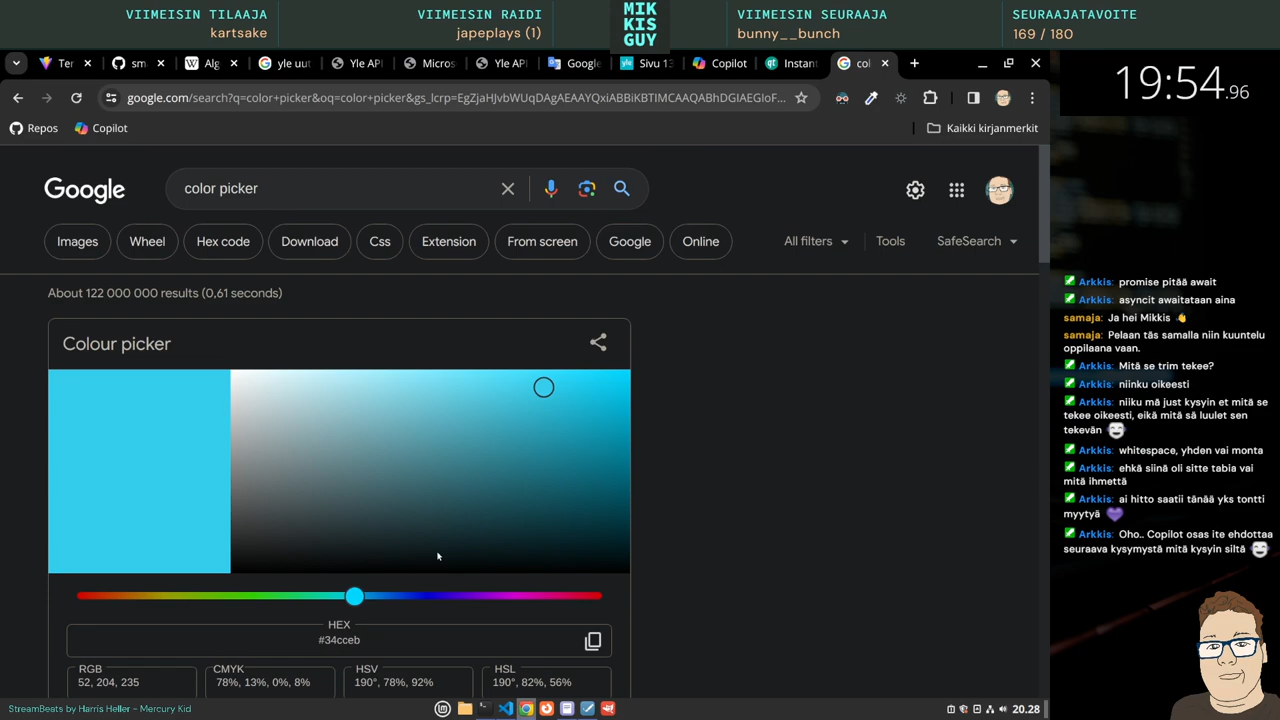 VIIMEISIN TILAAJA
kartsake
VIIMEISIN RAIDI
japeplays (1)
MIK
KIS
GUY
VIIMEISIN SEURAAJA
bunny__bunch
SEURAAJATAVOITE
169 / 180
Ter
sm
Alg
yle uut
Yle API
Micros
Yle API
Google
Sivu 13
Copilot
Instant
col
google.com/search?q=color+picker&oq=color+picker&gs_lcrp=EgZjaHJvbWUqDAgAEAAYQxiABBiKBTIMCAAQABhDGIAEGIoF...
Repos
Copilot
Kaikki kirjanmerkit
Google
color picker
Images
Wheel
Hex code
Download
Css
Extension
From screen
Google
Online
All filters
Tools
SafeSearch
About 122 000 000 results (0,61 seconds)
Colour picker
HEX
#34cceb
RGB
52, 204, 235
CMYK
78%, 13%, 0%, 8%
HSV
190°, 78%, 92%
HSL
190°, 82%, 56%
19:54.96
Arkkis: promise pitää await
Arkkis: asyncit awaitataan aina
samaja: Ja hei Mikkis
samaja: Pelaan täs samalla niin kuuntelu
oppilaana vaan.
Arkkis: Mitä se trim tekee?
Arkkis: niinku oikeesti
Arkkis: niiku mä just kysyin et mitä se
tekee oikeesti, eikä mitä sä luulet sen
tekevän
Arkkis: whitespace, yhden vai monta
Arkkis: ehkä siinä oli sitte tabia vai
mitä ihmettä
Arkkis: ai hitto saatii tänää yks tontti
myytyä
Arkkis: Oho.. Copilot osas ite ehdottaa
seuraava kysymystä mitä kysyin siltä
StreamBeats by Harris Heller – Mercury Kid
20.28